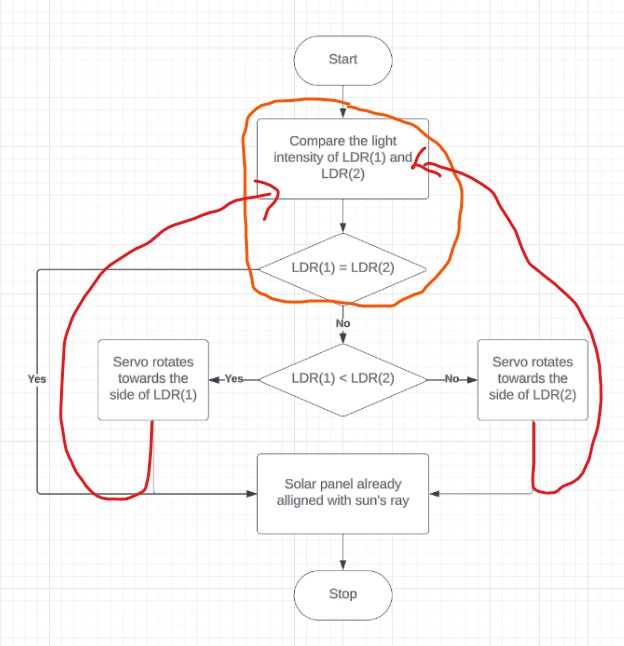 Start
Compare the light
intensity of LDR(1) and
LDR(2)
LDR(1) = LDR(2)
No
Yes
Servo rotates
towards the
side of LDR(1)
Yes
LDR(1) < LDR(2)
No
Servo rotates
towards the
side of LDR(2)
Solar panel already
alligned with sun's ray
Stop